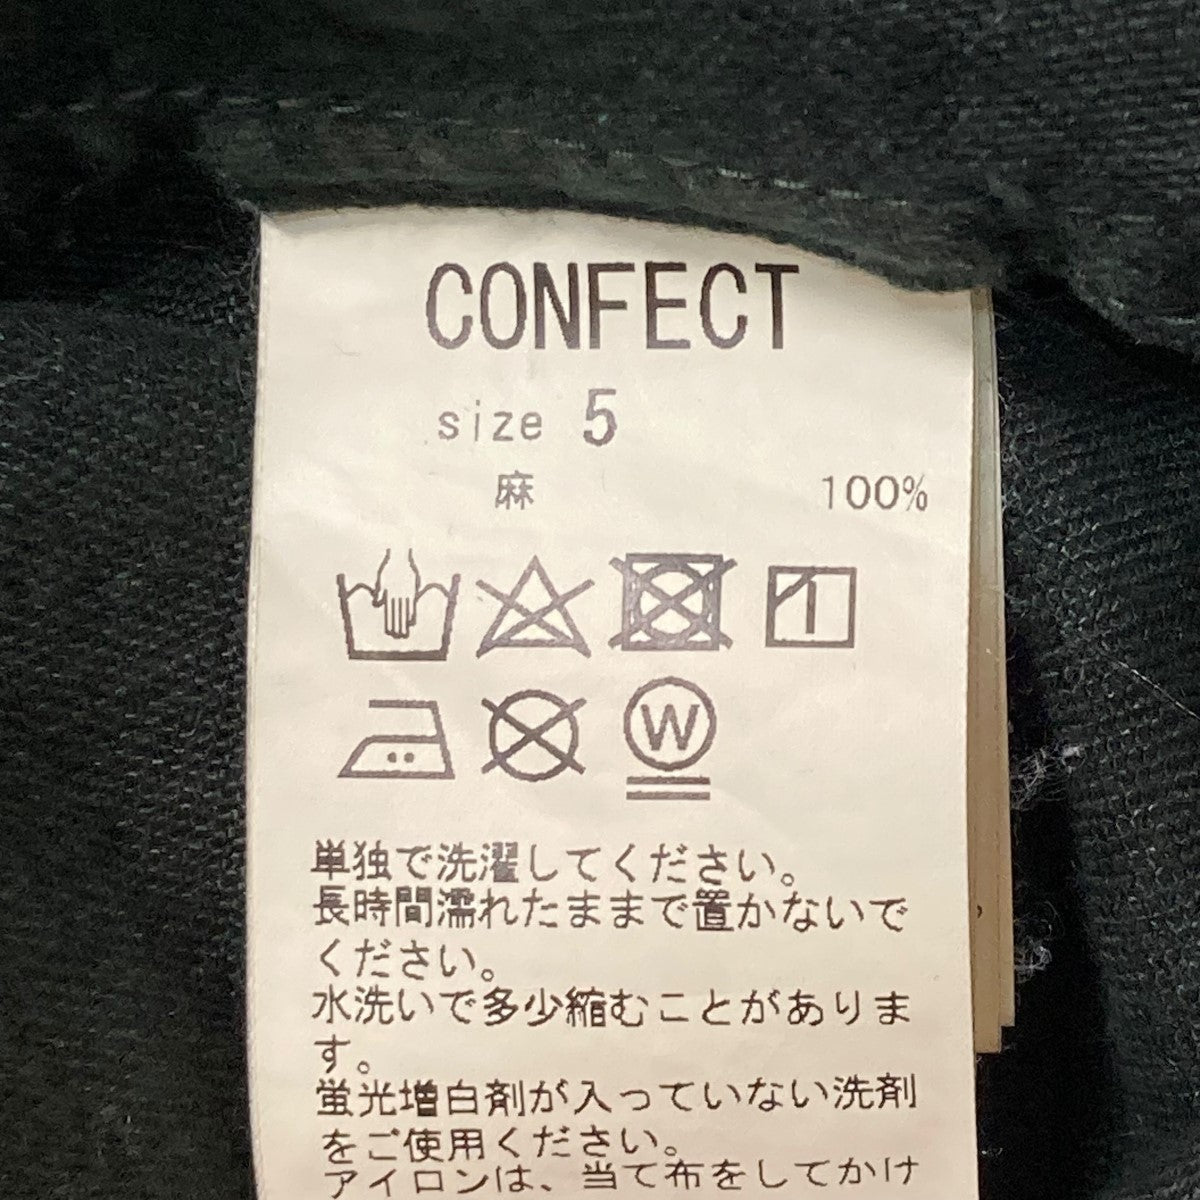 CONFECT
size 5
麻 100%
W
単独で洗濯してください。
長時間濡れたままで置かないで
ください。
水洗いで多少縮むことがありま
す。
蛍光増白剤が入っていない洗剤
をご使用ください。
アイロンは、当て布をしてかけ